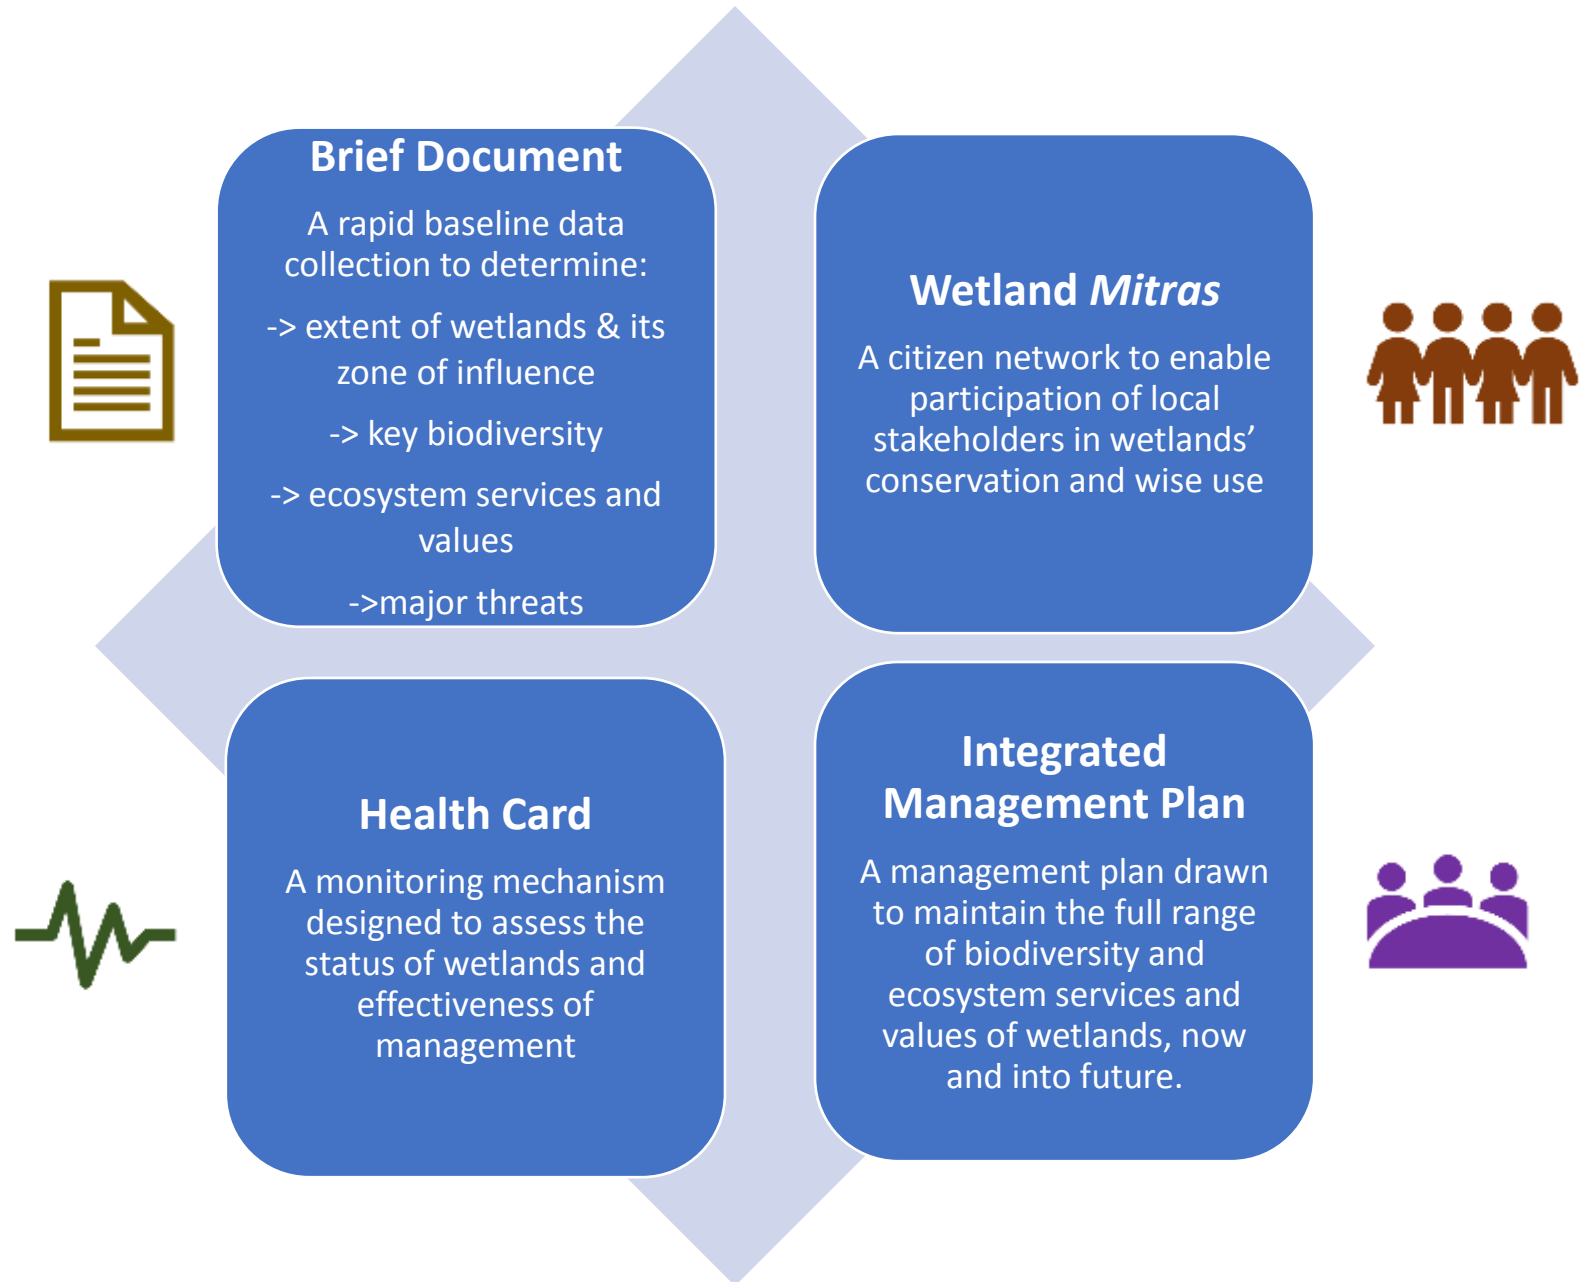 Brief Document
A rapid baseline data
collection to determine:
-> extent of wetlands & its
zone of influence
-> key biodiversity
-> ecosystem services and
values
->major threats
Wetland Mitras
A citizen network to enable
participation of local
stakeholders in wetlands’
conservation and wise use
Health Card
A monitoring mechanism
designed to assess the
status of wetlands and
effectiveness of
management
Integrated
Management Plan
A management plan drawn
to maintain the full range
of biodiversity and
ecosystem services and
values of wetlands, now
and into future.